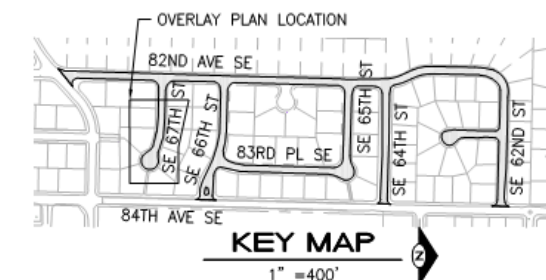 OVERLAY PLAN LOCATION
82ND AVE SE
SE 67TH ST
SE 66TH ST
83RD PL SE
SE 65TH ST
SE 64TH ST
SE 62ND ST
84TH AVE SE
KEY MAP
Z
1" =400'